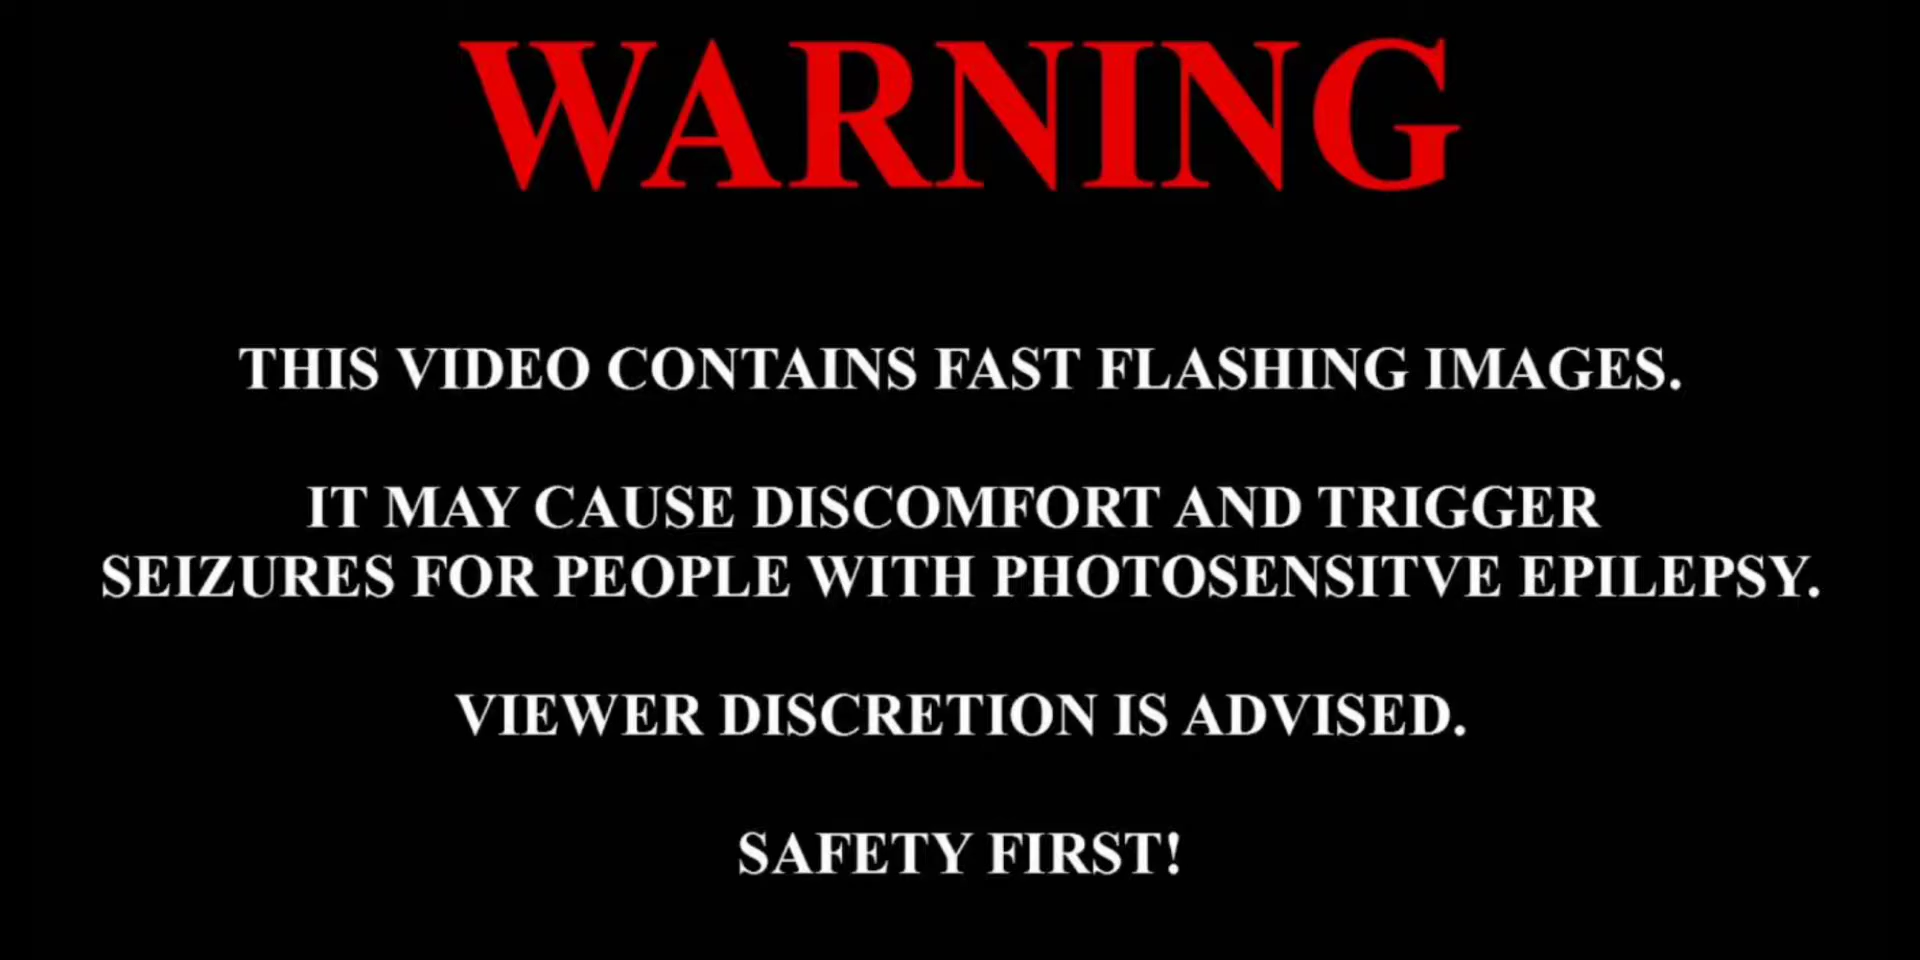 WARNING
THIS VIDEO CONTAINS FAST FLASHING IMAGES.
IT MAY CAUSE DISCOMFORT AND TRIGGER
SEIZURES FOR PEOPLE WITH PHOTOSENSITVE EPILEPSY.
VIEWER DISCRETION IS ADVISED.
SAFETY FIRST!